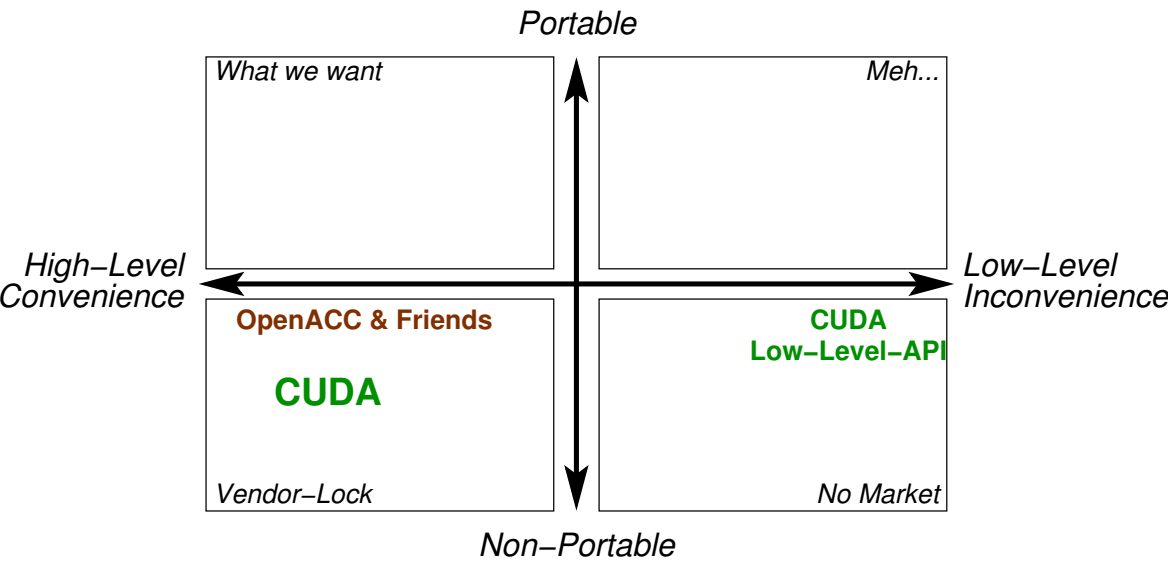 Portable
What we want
Meh...
High–Level
Convenience
Low–Level
Inconvenience
OpenACC & Friends
CUDA
CUDA
Low–Level–API
Vendor–Lock
No Market
Non–Portable